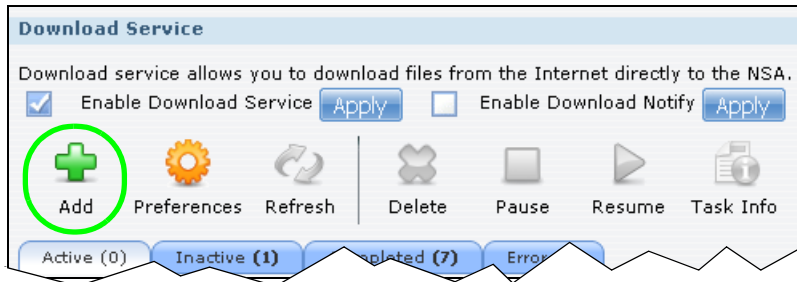 Download Service
Download service allows you to download files from the Internet directly to the NSA.
Enable Download Service Apply Enable Download Notify Apply
Add Preferences Refresh Delete Pause Resume Task Info
Active (0) Inactive (1) (7) Error